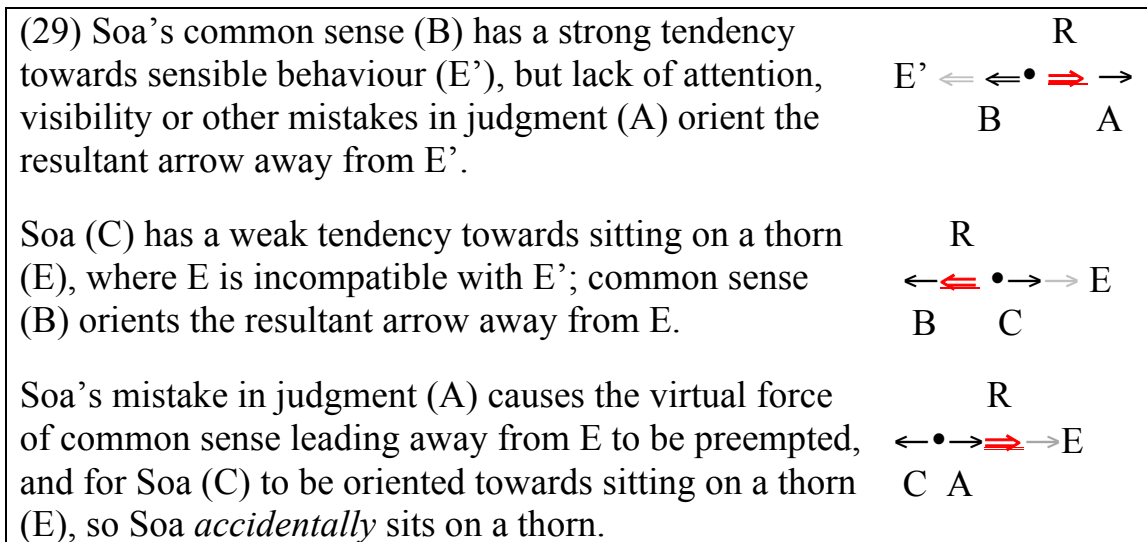 (29) Soa’s common sense (B) has a strong tendency
towards sensible behaviour (E’), but lack of attention,
visibility or other mistakes in judgment (A) orient the
resultant arrow away from E’.
R
E’ ⇐ ⇐• ⇒ →
B A
Soa (C) has a weak tendency towards sitting on a thorn
(E), where E is incompatible with E’; common sense
(B) orients the resultant arrow away from E.
R
←⇐ •→→ E
B C
Soa’s mistake in judgment (A) causes the virtual force
of common sense leading away from E to be preempted,
and for Soa (C) to be oriented towards sitting on a thorn
(E), so Soa accidentally sits on a thorn.
R
←•→⇒→E
C A